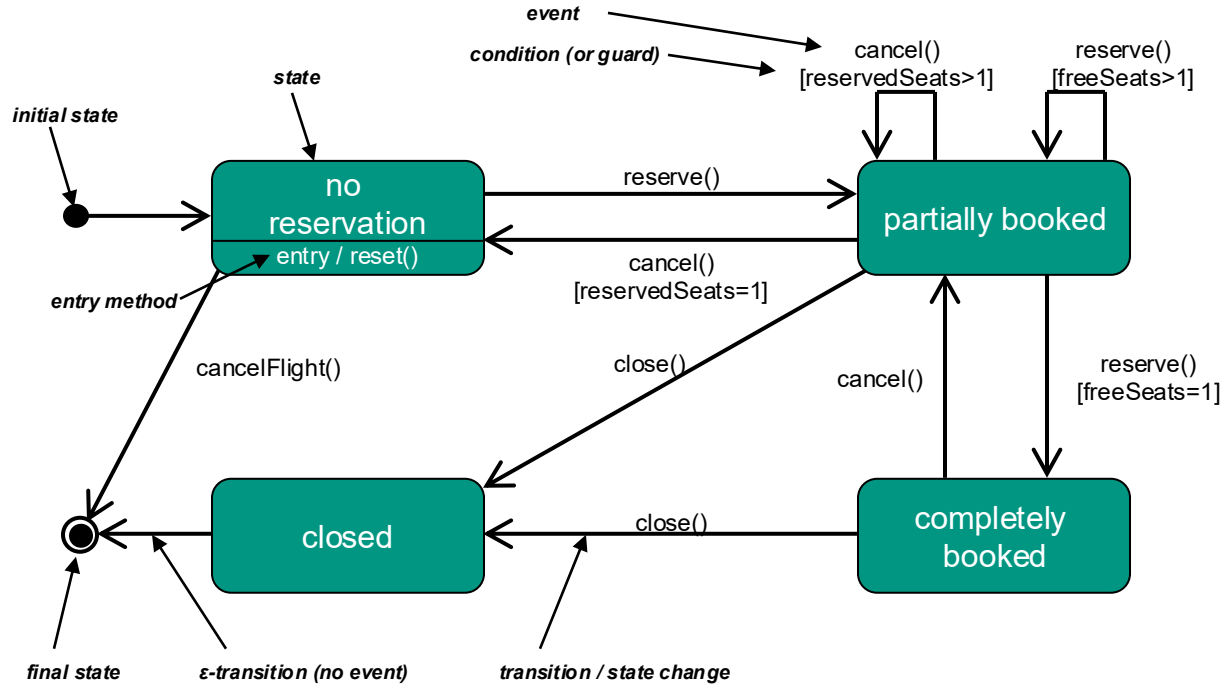 event
condition (or guard)
cancel()
[reservedSeats>1]
reserve()
[freeSeats>1]
state
initial state
no
reservation
entry / reset()
reserve()
partially booked
cancel()
[reservedSeats=1]
entry method
cancelFlight()
close()
cancel()
reserve()
[freeSeats=1]
closed
close()
completely
booked
final state
ε-transition (no event)
transition / state change